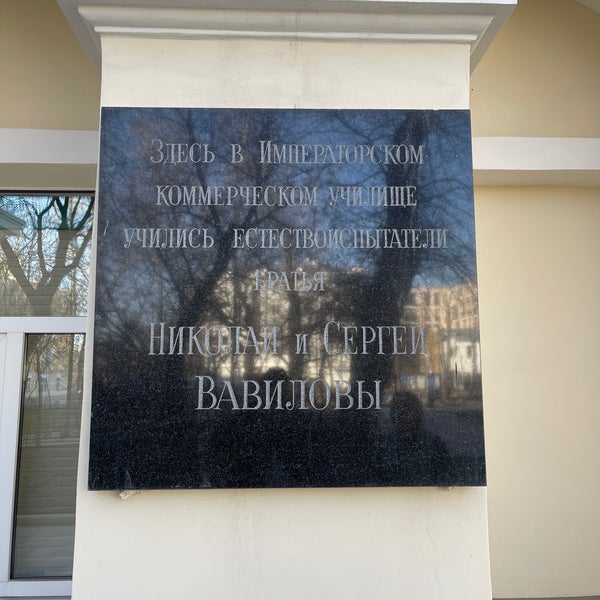 Здесь в Императорском
коммерческом училище
учились естествоиспытатели
братья
Николай и Сергей
Вавиловы